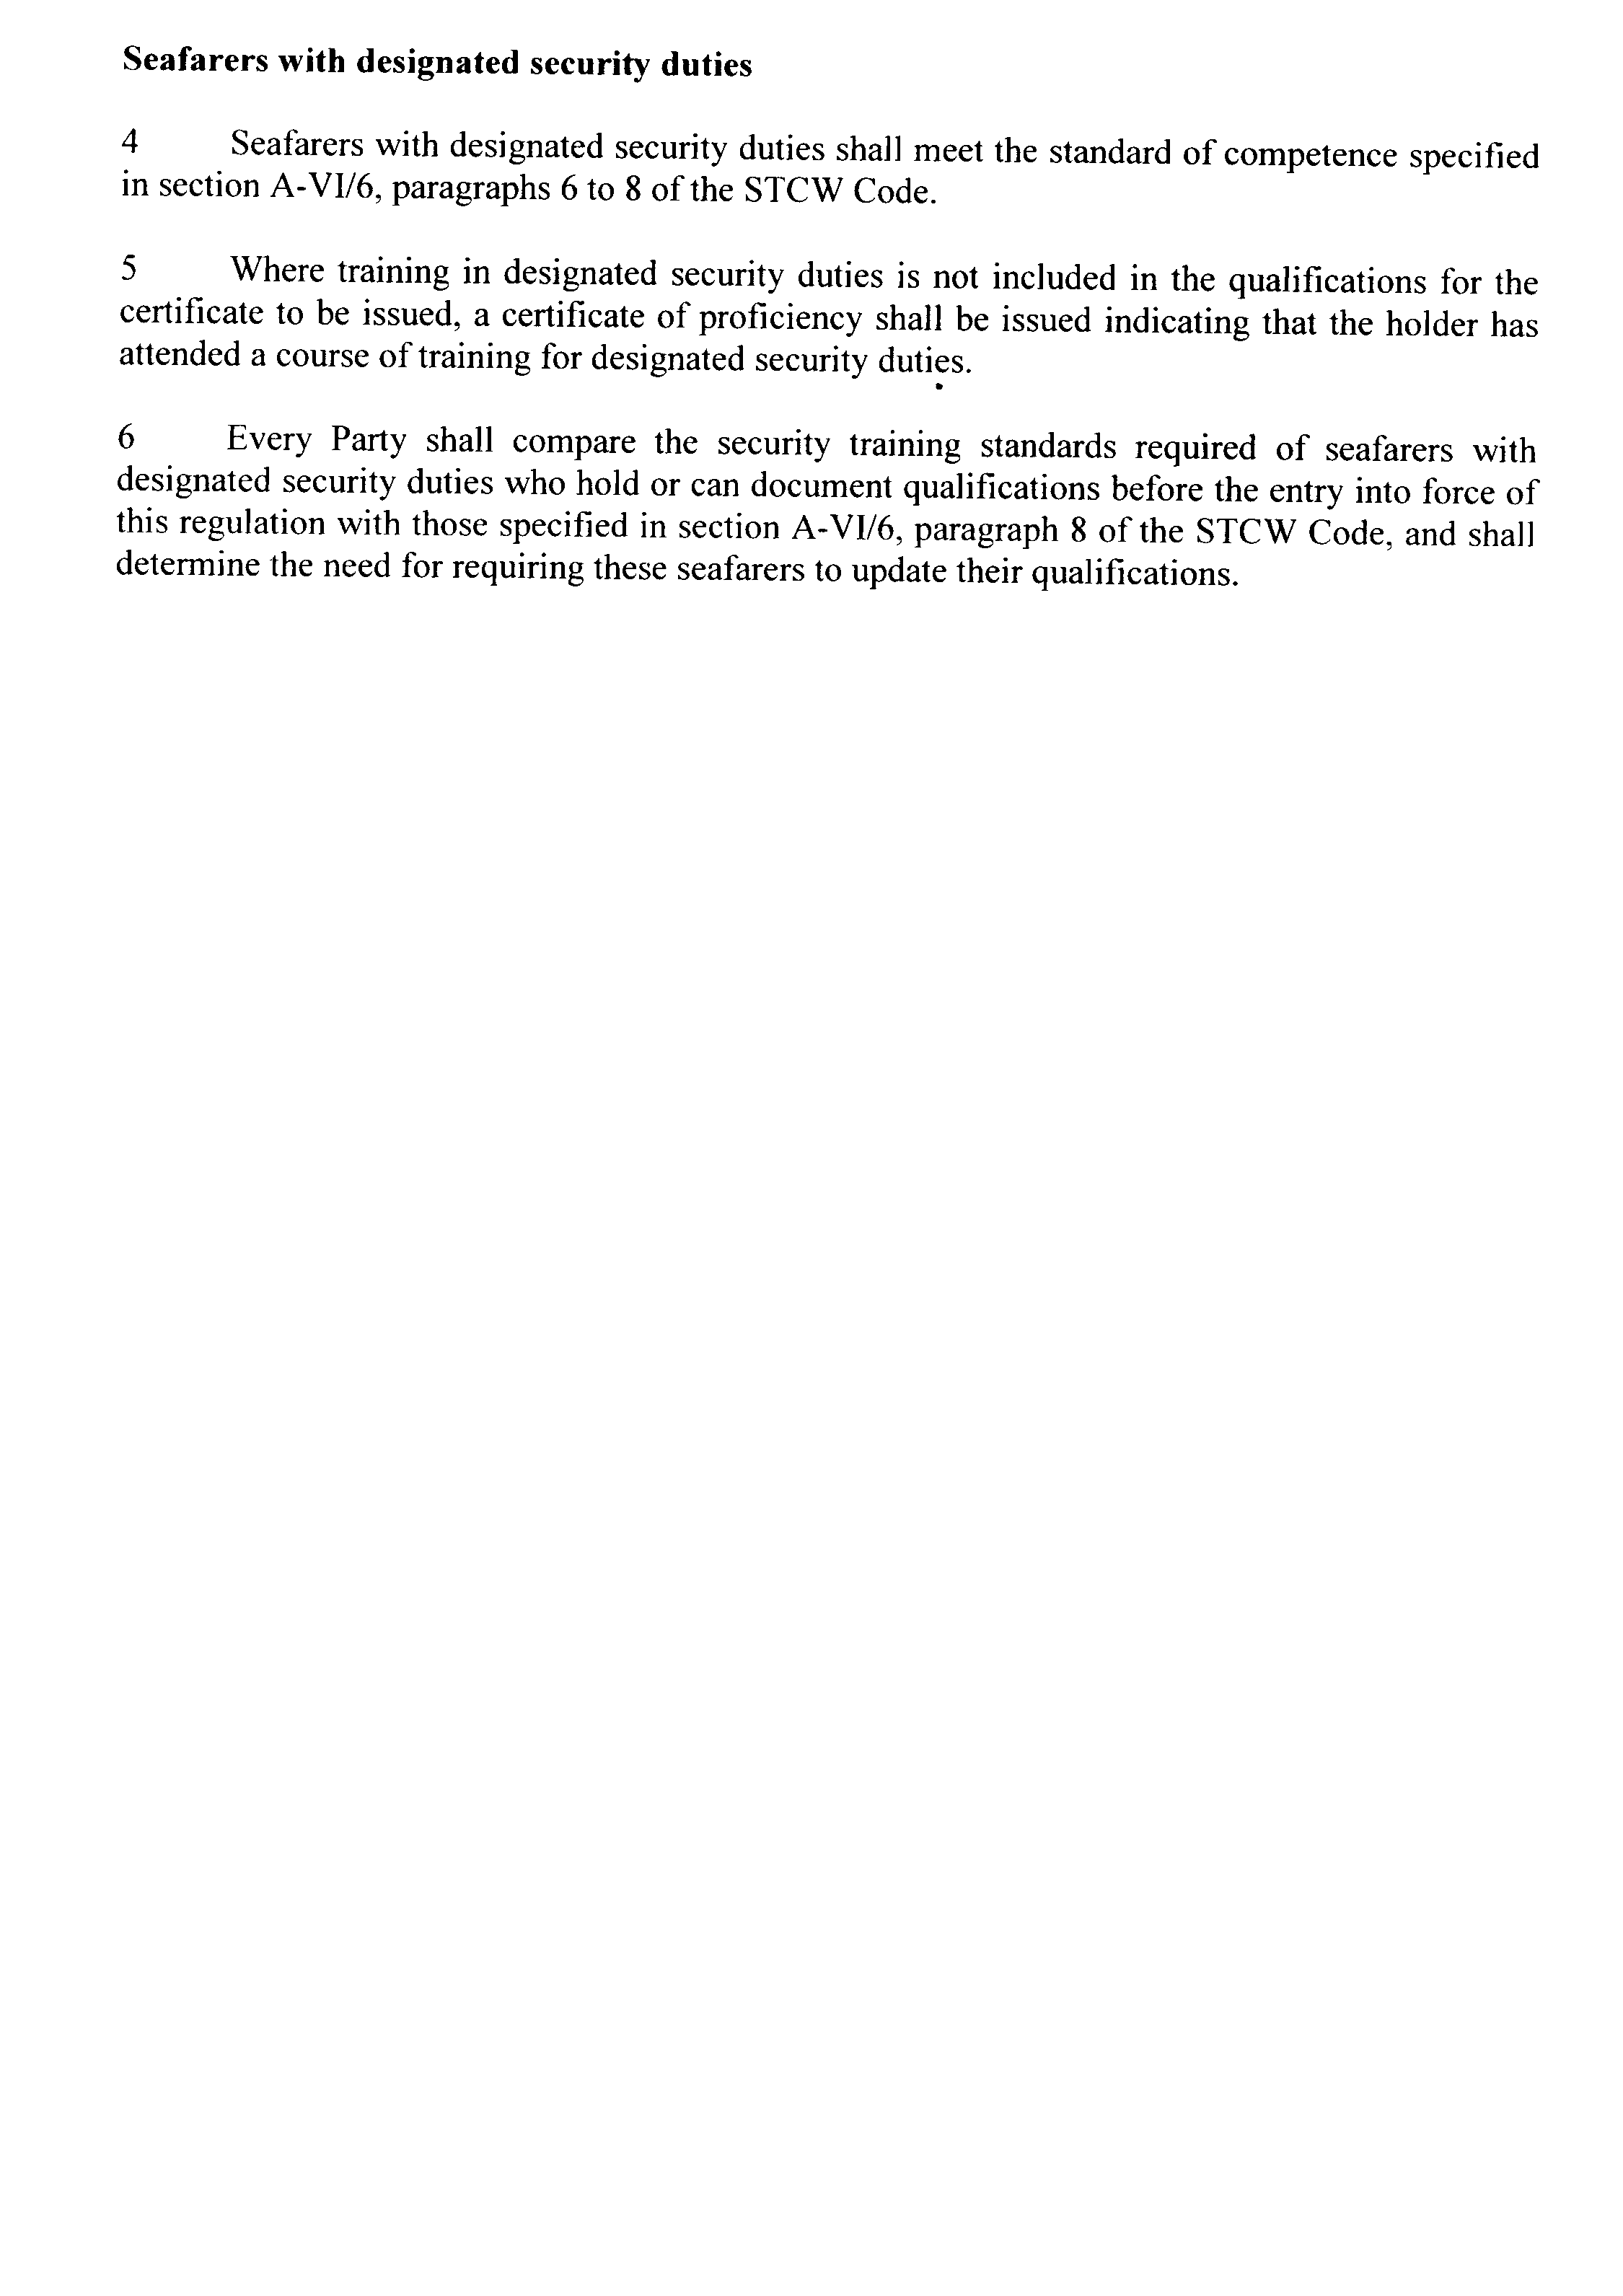 Seafarers with designated security duties
4 Seafarers with designated security duties shall meet the standard of competence specified
in section A-VI/6, paragraphs 6 to 8 of the STCW Code.
5 Where training in designated security duties is not included in the qualifications for the
certificate to be issued, a certificate of proficiency shall be issued indicating that the holder has
attended a course of training for designated security duties.
6 Every Party shall compare the security training standards required of seafarers with
designated security duties who hold or can document qualifications before the entry into force of
this regulation with those specified in section A-VI/6, paragraph 8 of the STCW Code, and shall
determine the need for requiring these seafarers to update their qualifications.